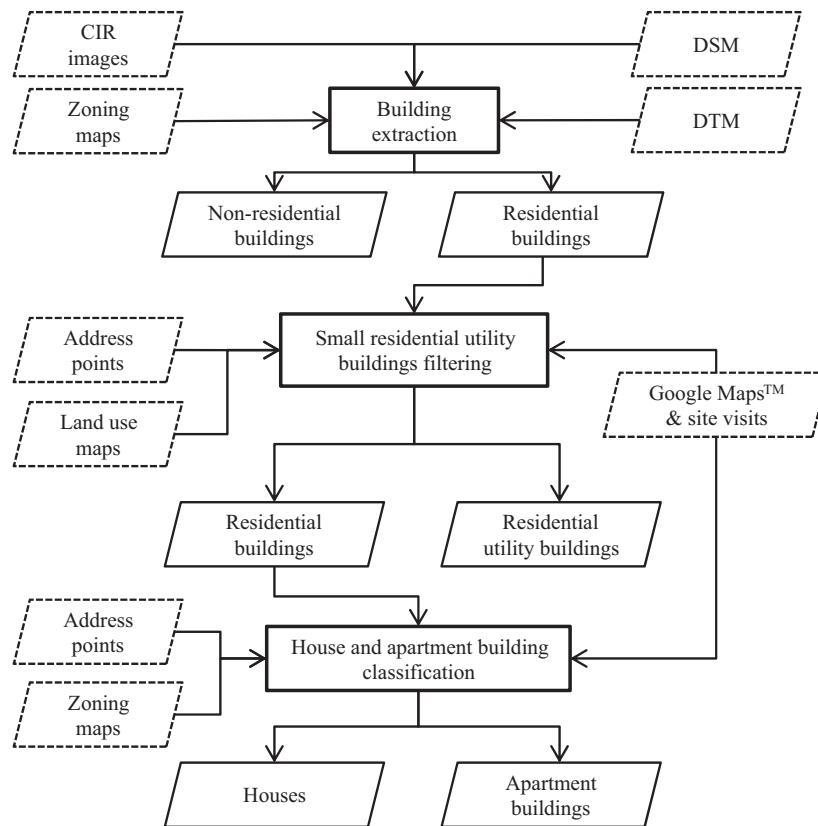 CIR
images
DSM
Zoning
maps
Building
extraction
DTM
Non-residential
buildings
Residential
buildings
Address
points
Small residential utility
buildings filtering
Land use
maps
Google Maps™
& site visits
Residential
buildings
Residential
utility buildings
Address
points
House and apartment building
classification
Zoning
maps
Houses
Apartment
buildings